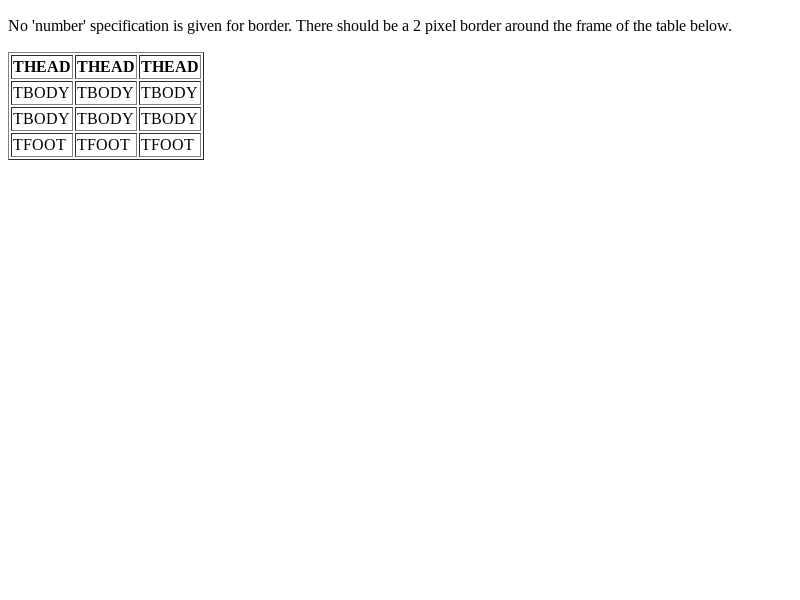 No 'number' specification is given for border. There should be a 2 pixel border around the frame of the table below.
THEAD THEAD THEAD
TBODY TBODY TBODY
TBODY TBODY TBODY
TFOOT TFOOT TFOOT